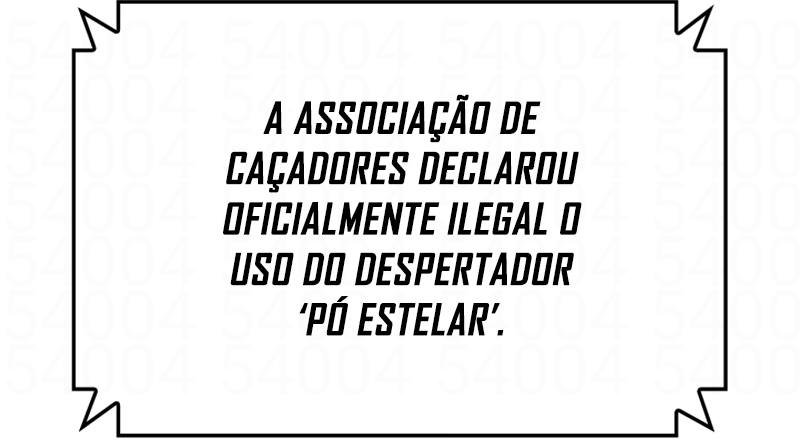 A ASSOCIAÇÃO DE
CAÇADORES DECLAROU
OFICIALMENTE ILEGAL O
USO DO DESPERTADOR
‘PÓ ESTELAR’.